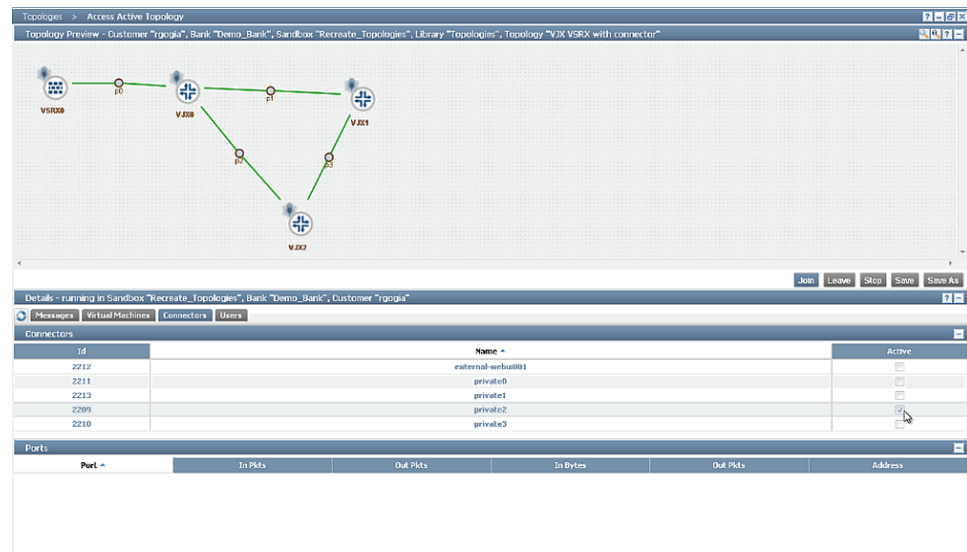 Topologies > Access Active Topology
Topology Preview - Customer "rgogia", Bank "Demo_Bank", Sandbox "Recreate_Topologies", Library "Topologies", Topology "VJX VSRX with connector"
VSRX0
p0
VJX0
p1
VJX1
p2
p3
VJX2
Join Leave Stop Save Save As
Details - running in Sandbox "Recreate_Topologies", Bank "Demo_Bank", Customer "rgogia"
Messages Virtual Machines Connectors Users
Connectors
Id Name Active
2212 external-webui001
2211 private0
2213 private1
2209 private2
2210 private3
Ports
Port In Pkts Out Pkts In Bytes Out Pkts Address